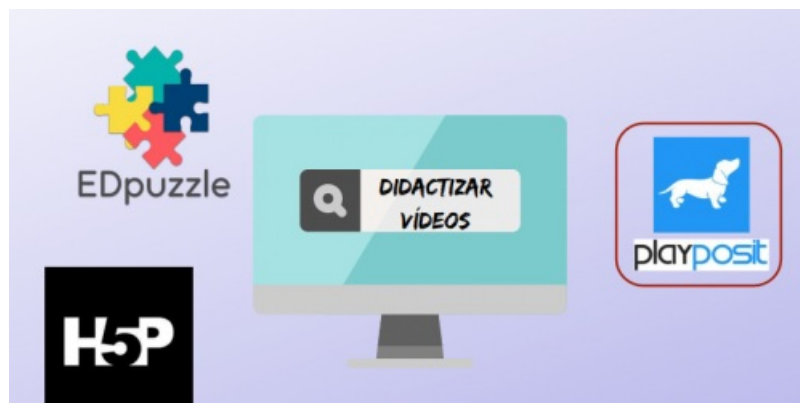 EDpuzzle
DIDACTIZAR
VÍDEOS
playposit
H5P